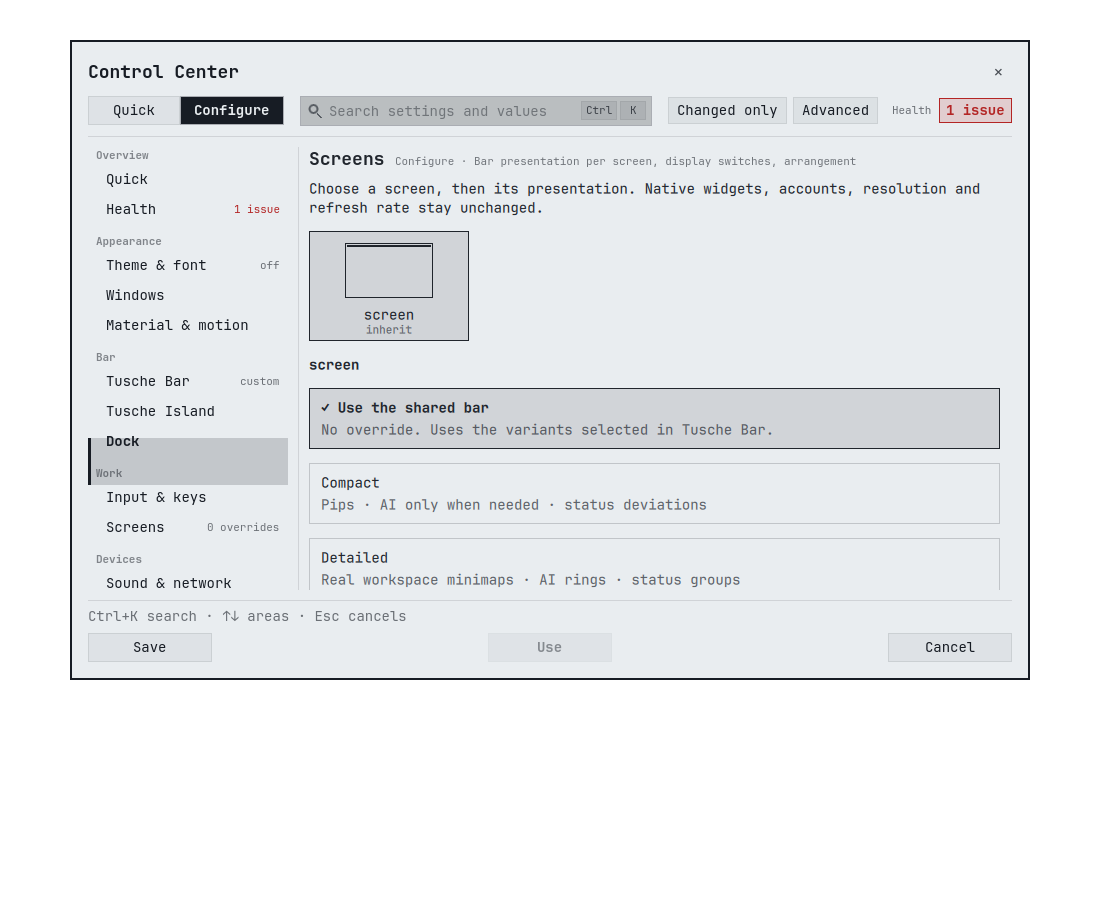 Control Center ×
Quick Configure Search settings and values Ctrl K Changed only Advanced Health 1 issue
Overview
Quick
Health 1 issue
Appearance
Theme & font off
Windows
Material & motion
Bar
Tusche Bar custom
Tusche Island
Dock
Work
Input & keys
Screens 0 overrides
Devices
Sound & network
Screens Configure · Bar presentation per screen, display switches, arrangement
Choose a screen, then its presentation. Native widgets, accounts, resolution and
refresh rate stay unchanged.
screen
inherit
screen
✓ Use the shared bar
No override. Uses the variants selected in Tusche Bar.
Compact
Pips · AI only when needed · status deviations
Detailed
Real workspace minimaps · AI rings · status groups
Ctrl+K search · ↑↓ areas · Esc cancels
Save Use Cancel